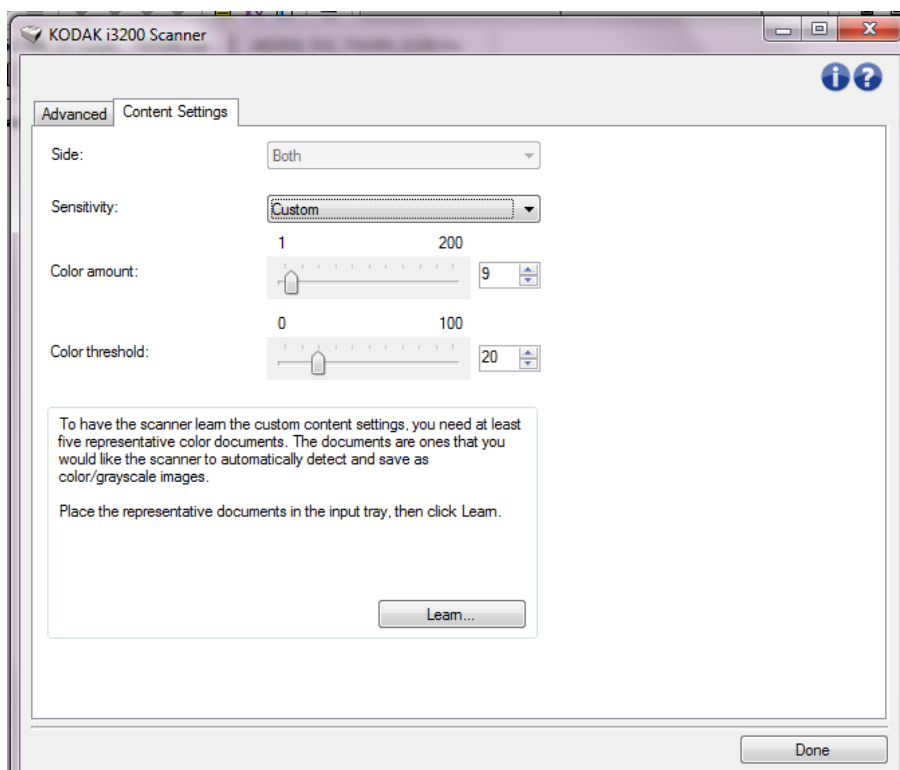 KODAK i3200 Scanner
Advanced
Content Settings
Side:
Both
Sensitivity:
Custom
1 200
Color amount:
9
0 100
Color threshold:
20
To have the scanner learn the custom content settings, you need at least
five representative color documents. The documents are ones that you
would like the scanner to automatically detect and save as
color/grayscale images.
Place the representative documents in the input tray, then click Learn.
Learn...
Done